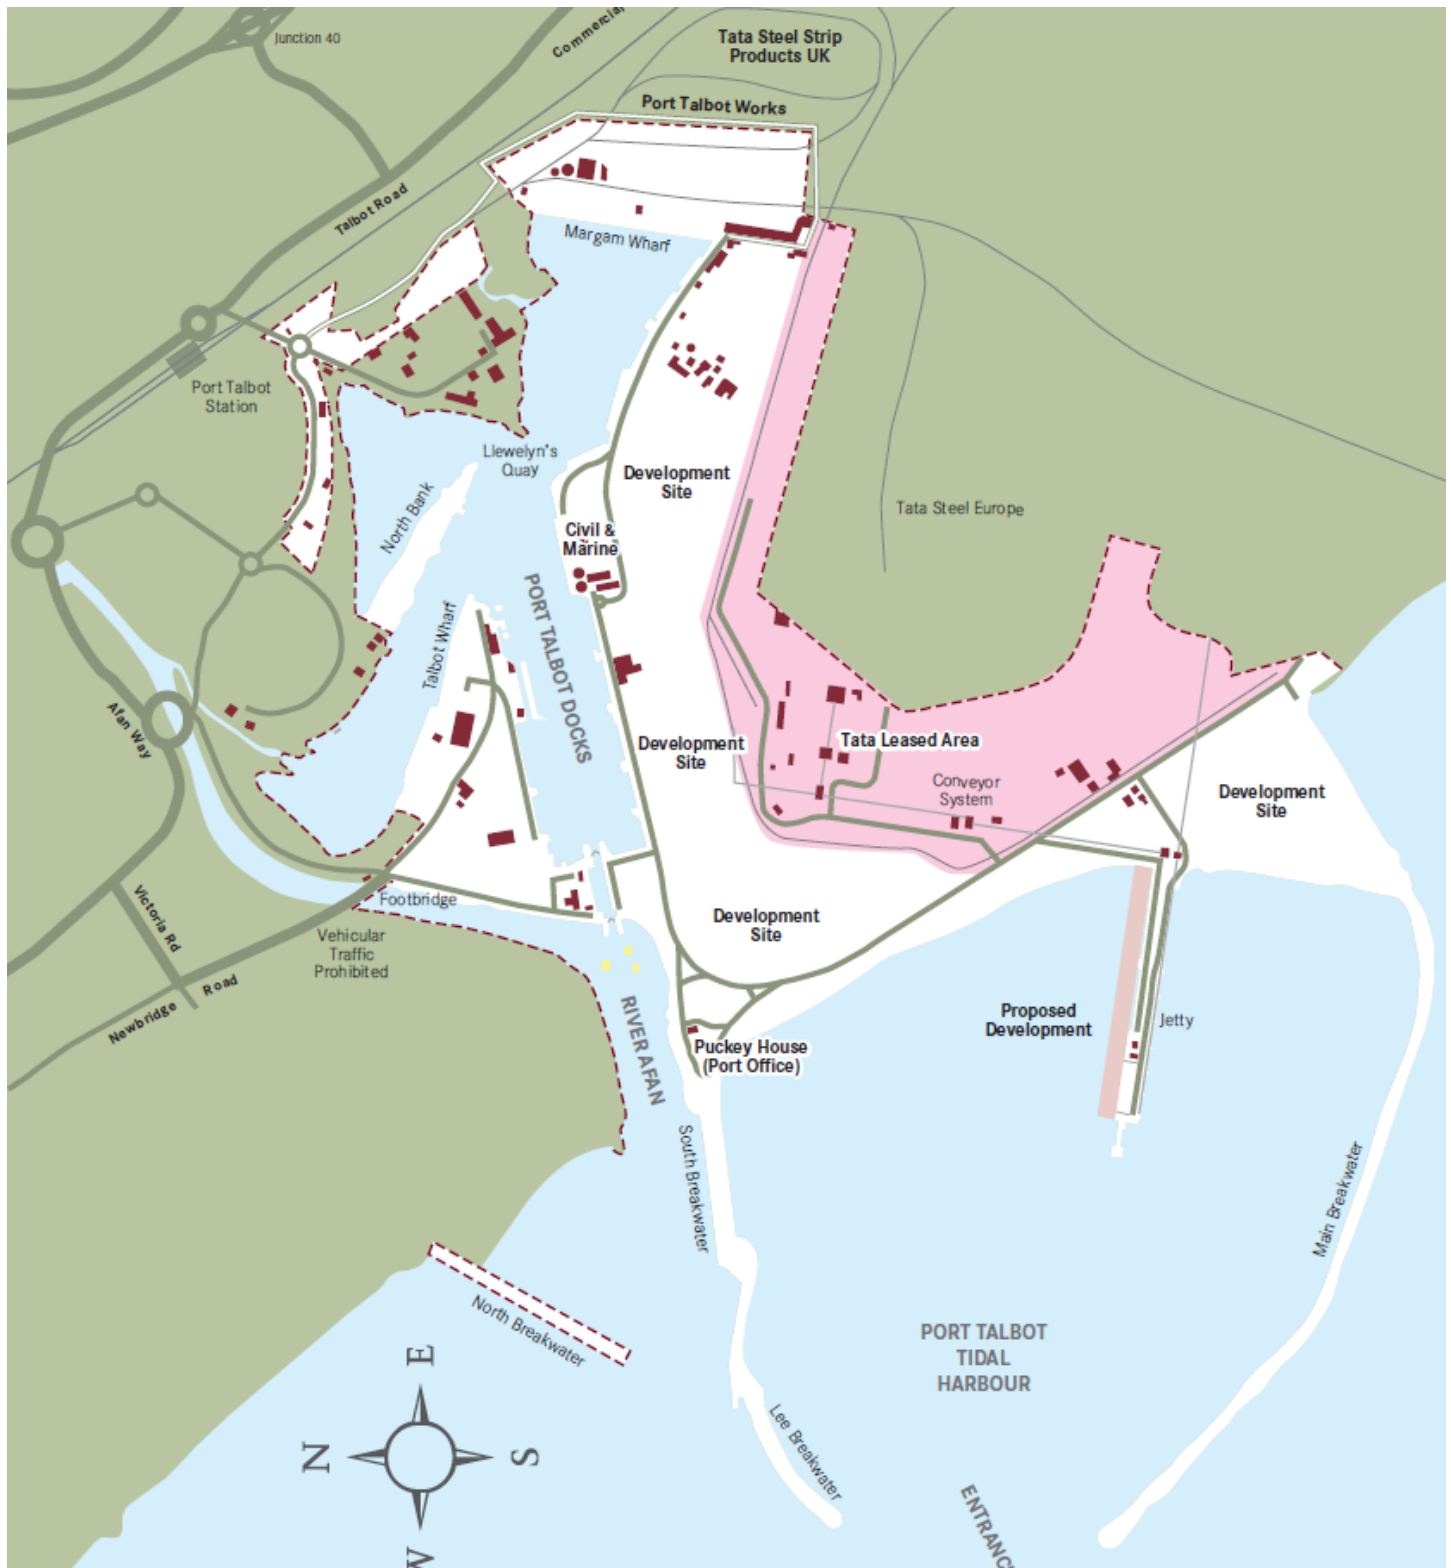 Junction 40
Commercial
Tata Steel Strip
Products UK
Port Talbot Works
Talbot Road
Margam Wharf
Port Talbot
Station
Llewelyn's
Quay
Development
Site
North Bank
Civil &
Marine
Tata Steel Europe
PORT TALBOT DOCKS
Talbot Wharf
Afan Way
Development
Site
Tata Leased Area
Conveyor
System
Development
Site
Victoria Rd
Footbridge
Vehicular
Traffic
Prohibited
Development
Site
Newbridge Road
RIVER AFAN
Proposed
Development
Jetty
Puckey House
(Port Office)
South Breakwater
Main Breakwater
North Breakwater
PORT TALBOT
TIDAL
HARBOUR
E
N
S
W
Lee Breakwater
ENTRANC